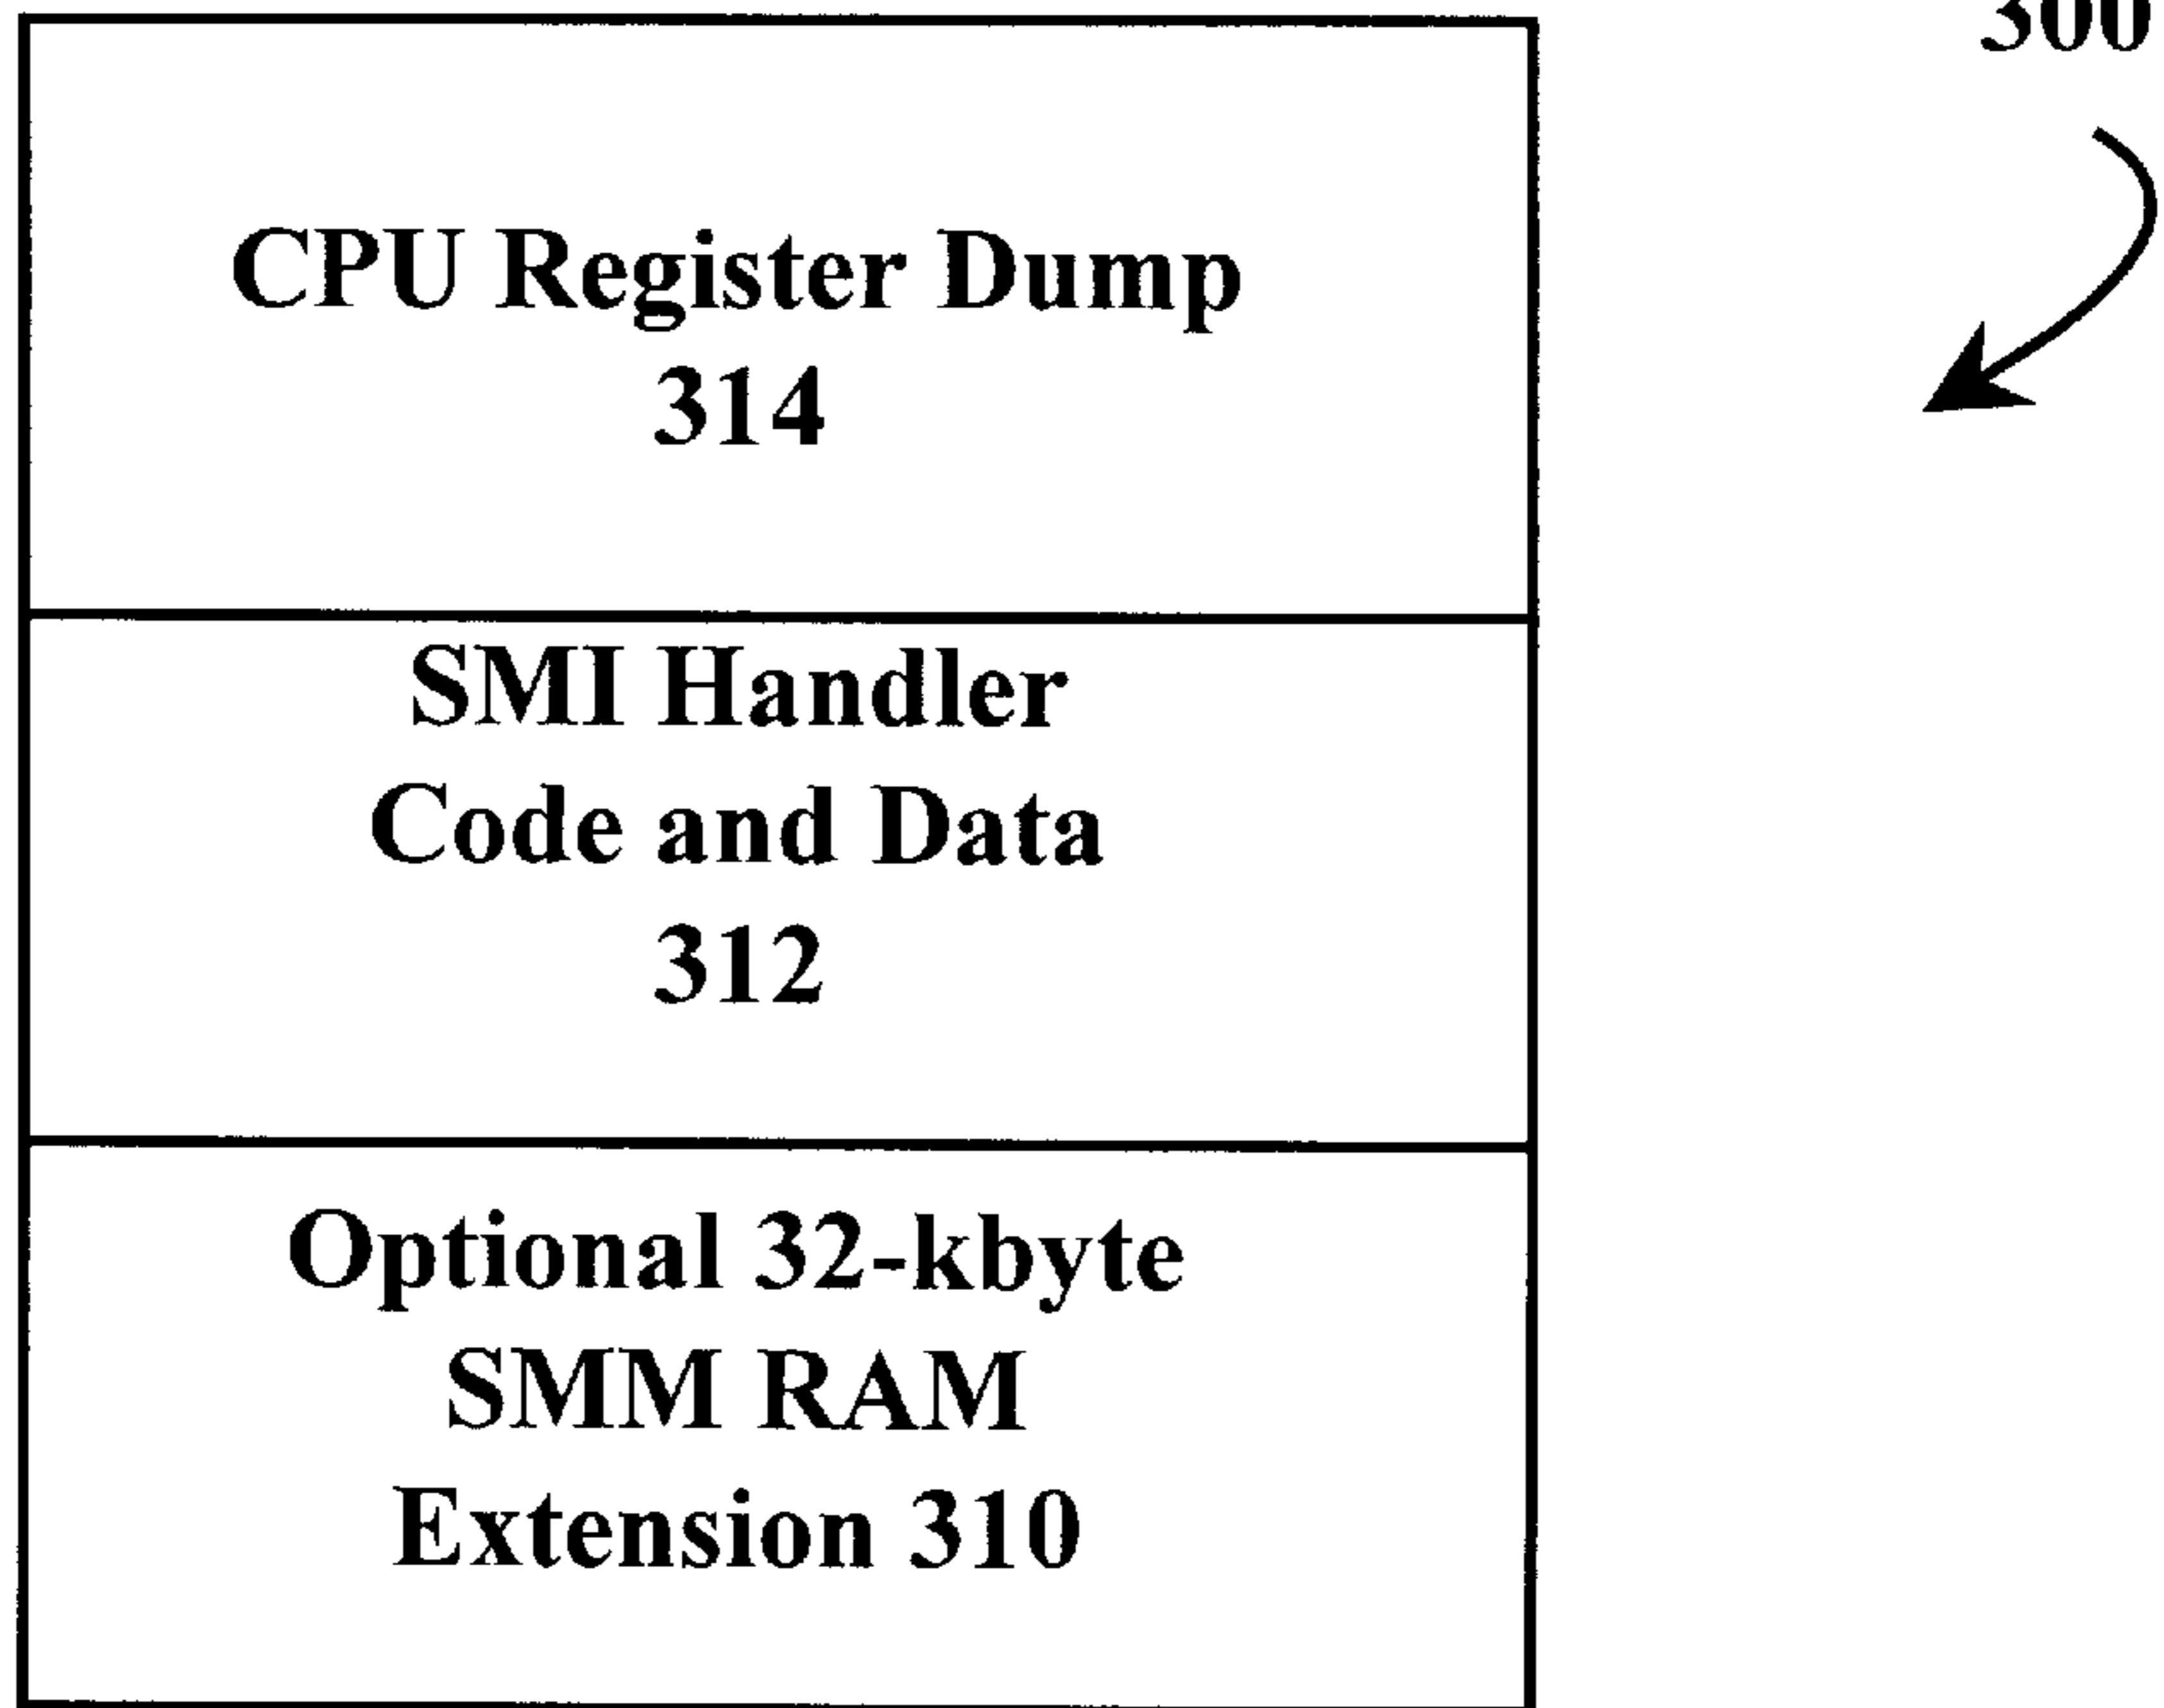 300
CPU Register Dump
314
SMI Handler
Code and Data
312
Optional 32-kbyte
SMM RAM
Extension 310